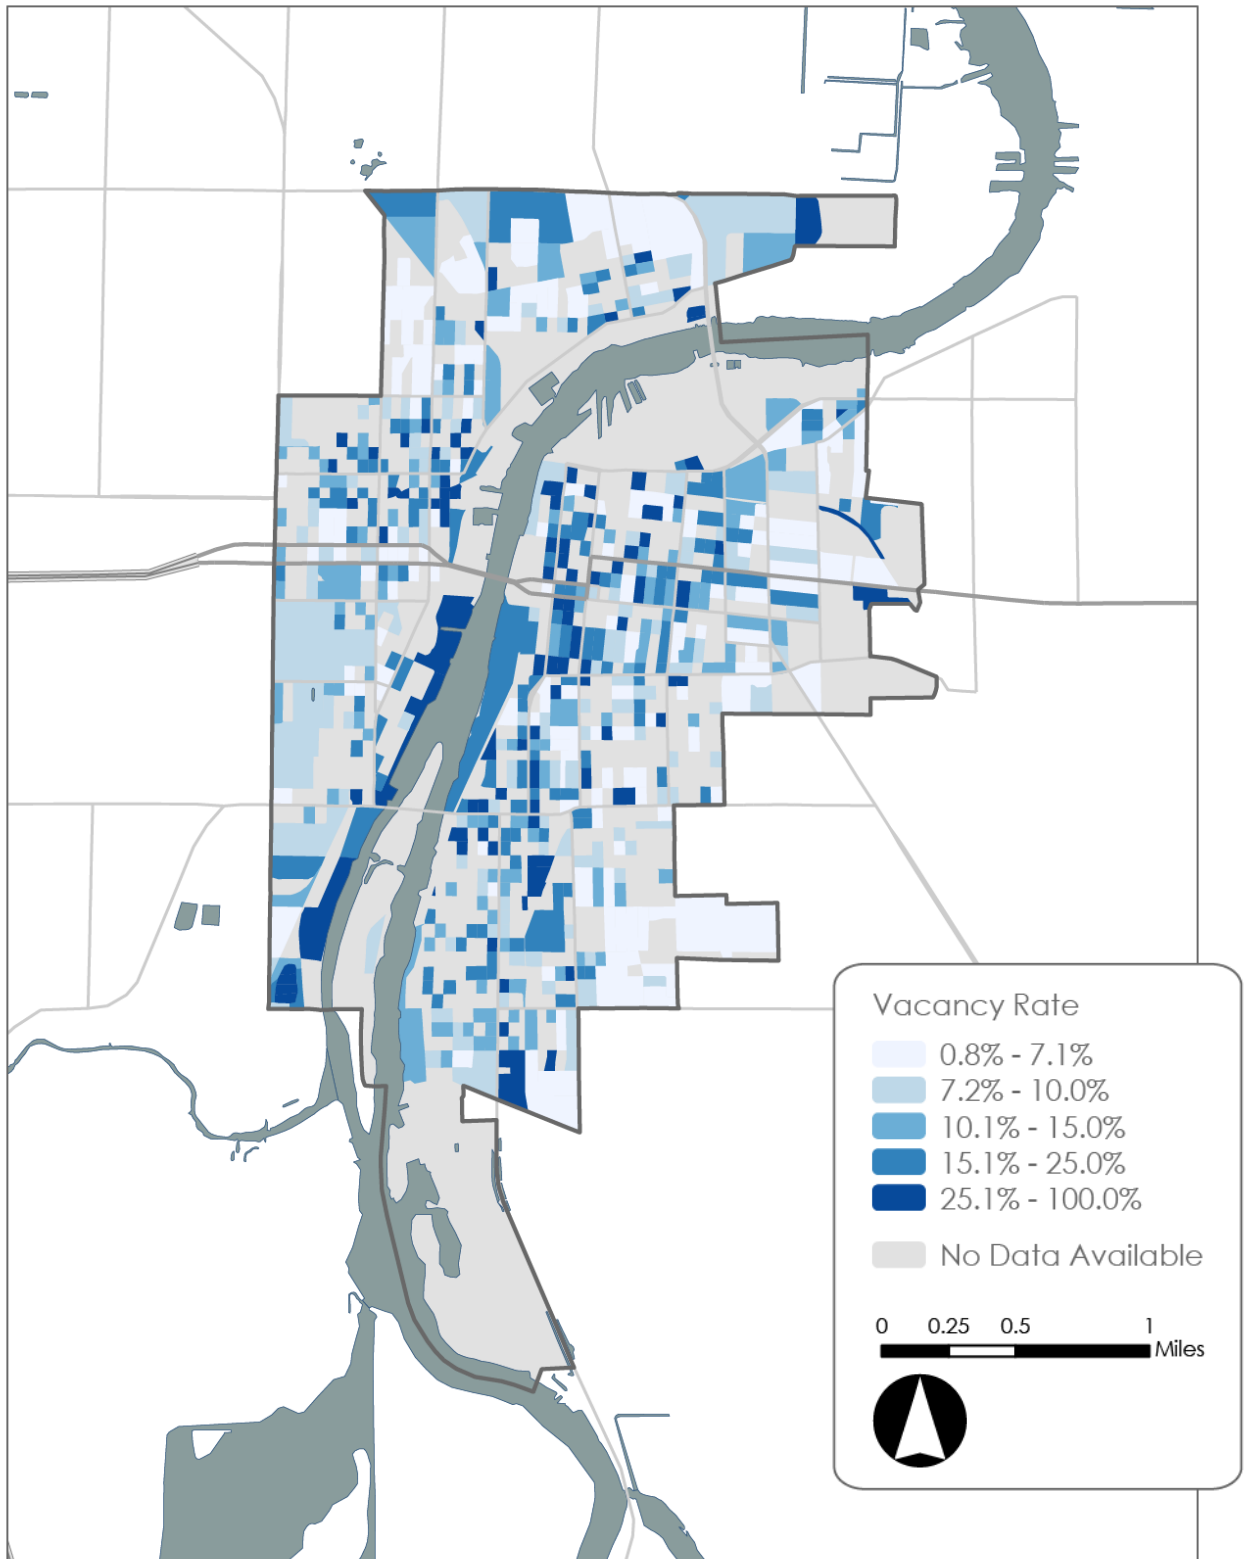 Vacancy Rate
0.8% - 7.1%
7.2% - 10.0%
10.1% - 15.0%
15.1% - 25.0%
25.1% - 100.0%
No Data Available
0 0.25 0.5 1
Miles